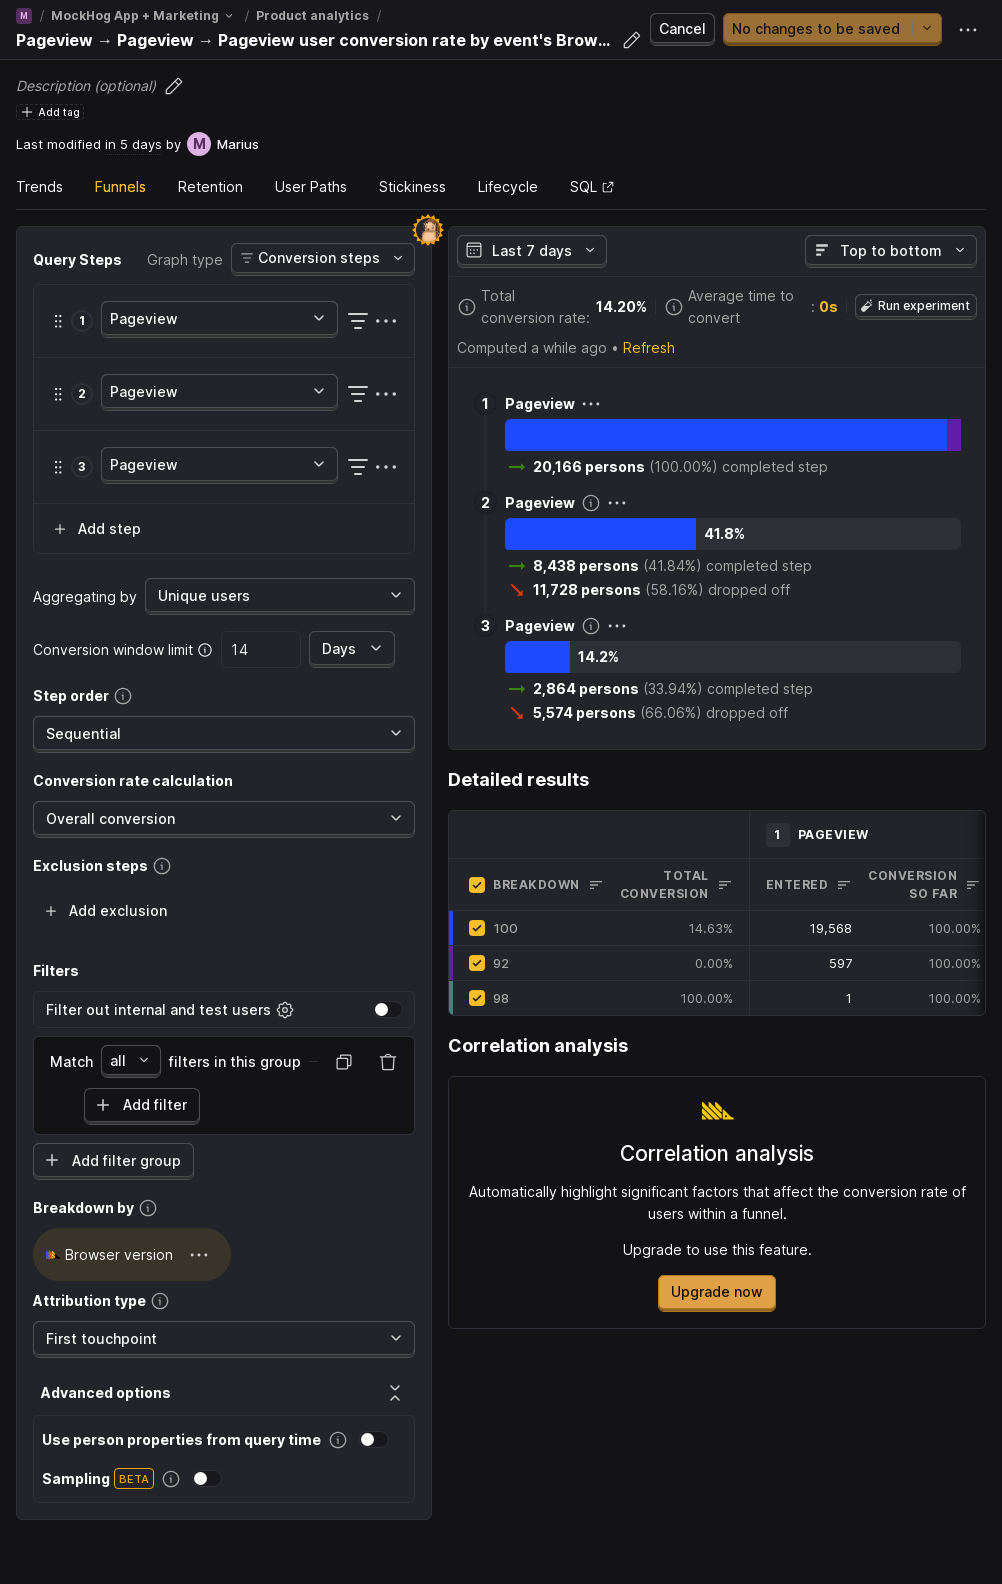 M / MockHog App + Marketing / Product analytics /
Pageview → Pageview → Pageview user conversion rate by event's Brow...
Cancel
No changes to be saved
Description (optional)
Add tag
Last modified in 5 days by M Marius
Trends Funnels Retention User Paths Stickiness Lifecycle SQL
Query Steps Graph type Conversion steps
1 Pageview
2 Pageview
3 Pageview
Add step
Aggregating by Unique users
Conversion window limit 14 Days
Step order
Sequential
Conversion rate calculation
Overall conversion
Exclusion steps
Add exclusion
Filters
Filter out internal and test users
Match all filters in this group
Add filter
Add filter group
Breakdown by
Browser version
Attribution type
First touchpoint
Advanced options
Use person properties from query time
Sampling BETA
Last 7 days Top to bottom
Total conversion rate: 14.20%
Average time to convert : 0s
Run experiment
Computed a while ago • Refresh
1 Pageview
20,166 persons (100.00%) completed step
2 Pageview
41.8%
8,438 persons (41.84%) completed step
11,728 persons (58.16%) dropped off
3 Pageview
14.2%
2,864 persons (33.94%) completed step
5,574 persons (66.06%) dropped off
Detailed results
1 PAGEVIEW
BREAKDOWN TOTAL CONVERSION ENTERED CONVERSION SO FAR
100 14.63% 19,568 100.00%
92 0.00% 597 100.00%
98 100.00% 1 100.00%
Correlation analysis
Correlation analysis
Automatically highlight significant factors that affect the conversion rate of
users within a funnel.
Upgrade to use this feature.
Upgrade now